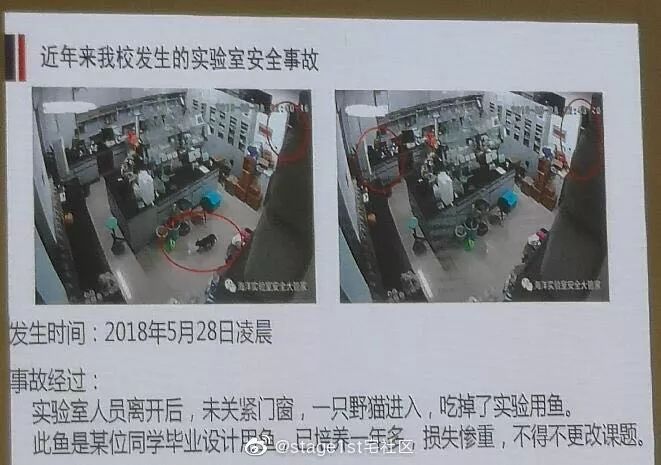 近年来我校发生的实验室安全事故
海洋实验室安全大管家
海洋实验室安全大管家
发生时间：2018年5月28日凌晨
事故经过：
实验室人员离开后，未关紧门窗，一只野猫进入，吃掉了实验用鱼。
此鱼是某位同学毕业设计用鱼，已培养一年多，损失惨重，不得不更改课题。
@stage1st宅社区